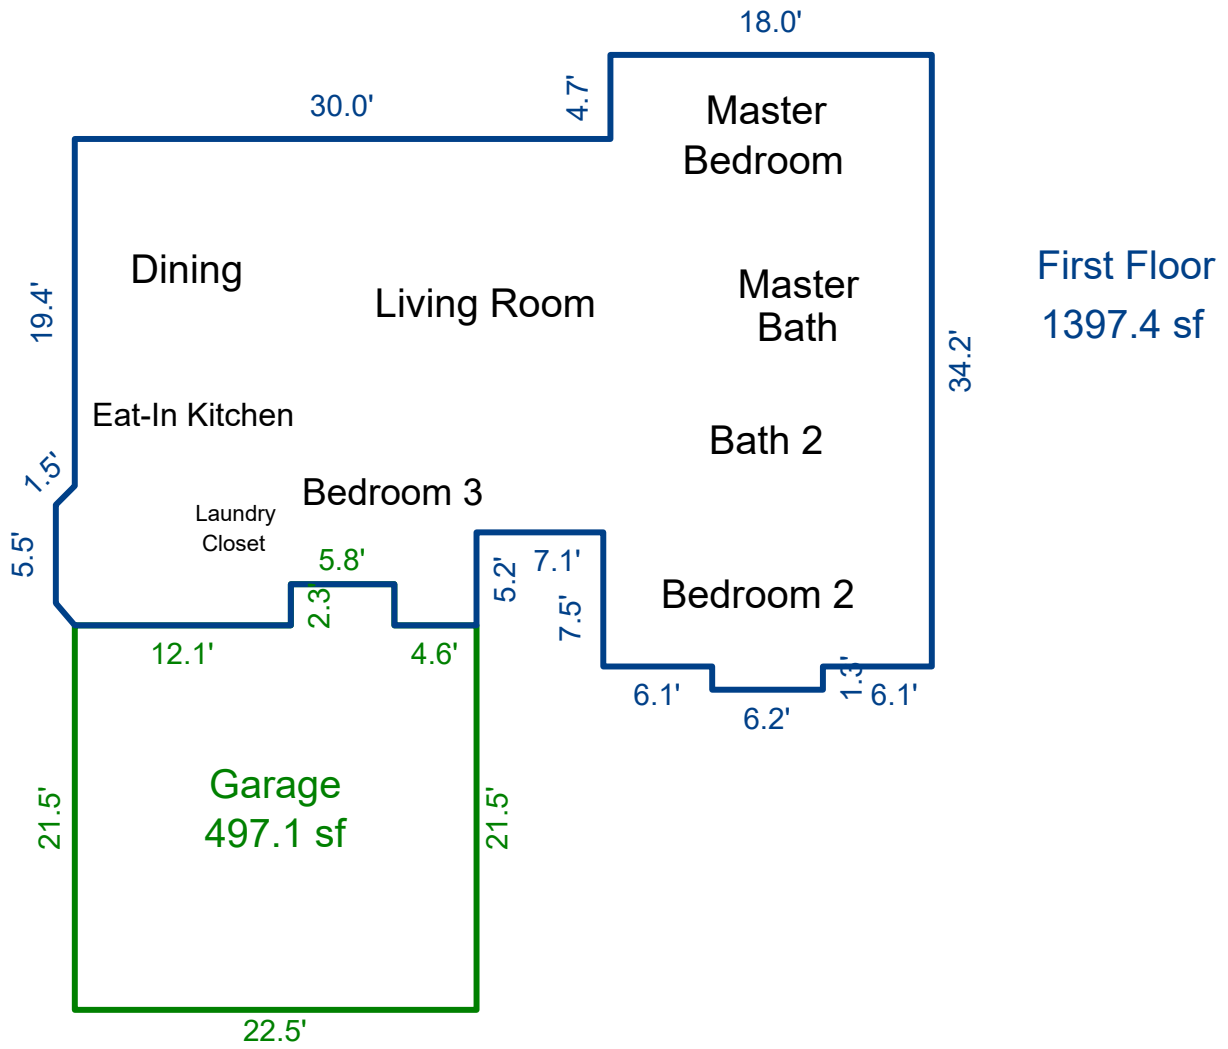 18.0'
4.7'
30.0'
Master
Bedroom
First Floor
1397.4 sf
Dining
Living Room
Master
Bath
19.4'
34.2'
Eat-In Kitchen
Bath 2
1.5'
Bedroom 3
Laundry
Closet
5.5'
5.8'
5.2'
7.1'
2.3'
Bedroom 2
7.5'
12.1'
4.6'
6.1'
1.3'
6.1'
6.2'
Garage
497.1 sf
21.5'
21.5'
22.5'